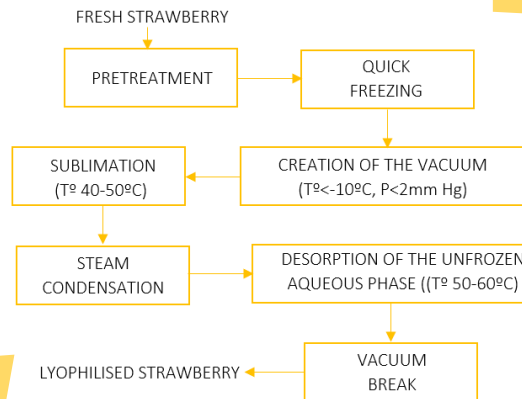 FRESH STRAWBERRY
PRETREATMENT
QUICK
FREEZING
CREATION OF THE VACUUM
(Tº<-10ºC, P<2mm Hg)
SUBLIMATION
(Tº 40-50ºC)
STEAM
CONDENSATION
DESORPTION OF THE UNFROZEN
AQUEOUS PHASE ((Tº 50-60ºC)
VACUUM
BREAK
LYOPHILISED STRAWBERRY